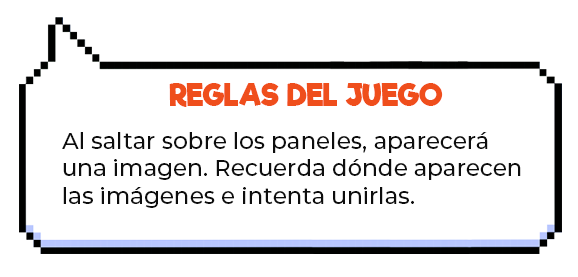 REGLAS DEL JUEGO
Al saltar sobre los paneles, aparecerá
una imagen. Recuerda dónde aparecen
las imágenes e intenta unirlas.